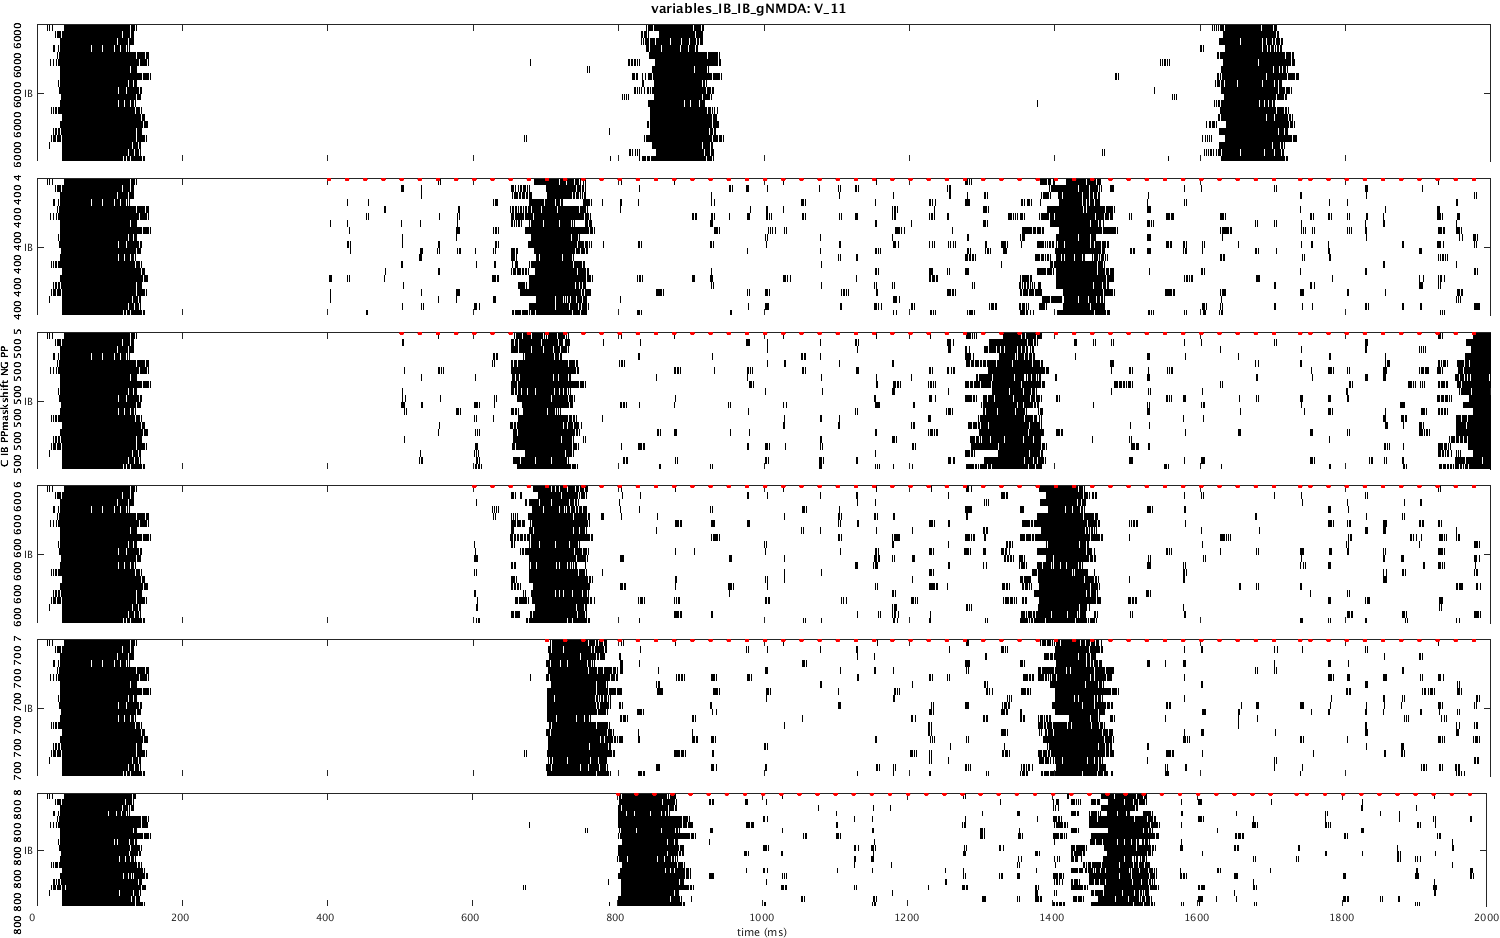 variables_IB_IB_gNMDA: V_11
6000 6000 6000 6000 6000
IB
400 400 400 400 400 4
IB
C IB PPmaskshift NG PP
500 500 500 500 500 5
IB
600 600 600 600 600 6
IB
700 700 700 700 700 7
IB
800 800 800 800 800 8
IB
0 200 400 600 800 1000 1200 1400 1600 1800 2000
time (ms)